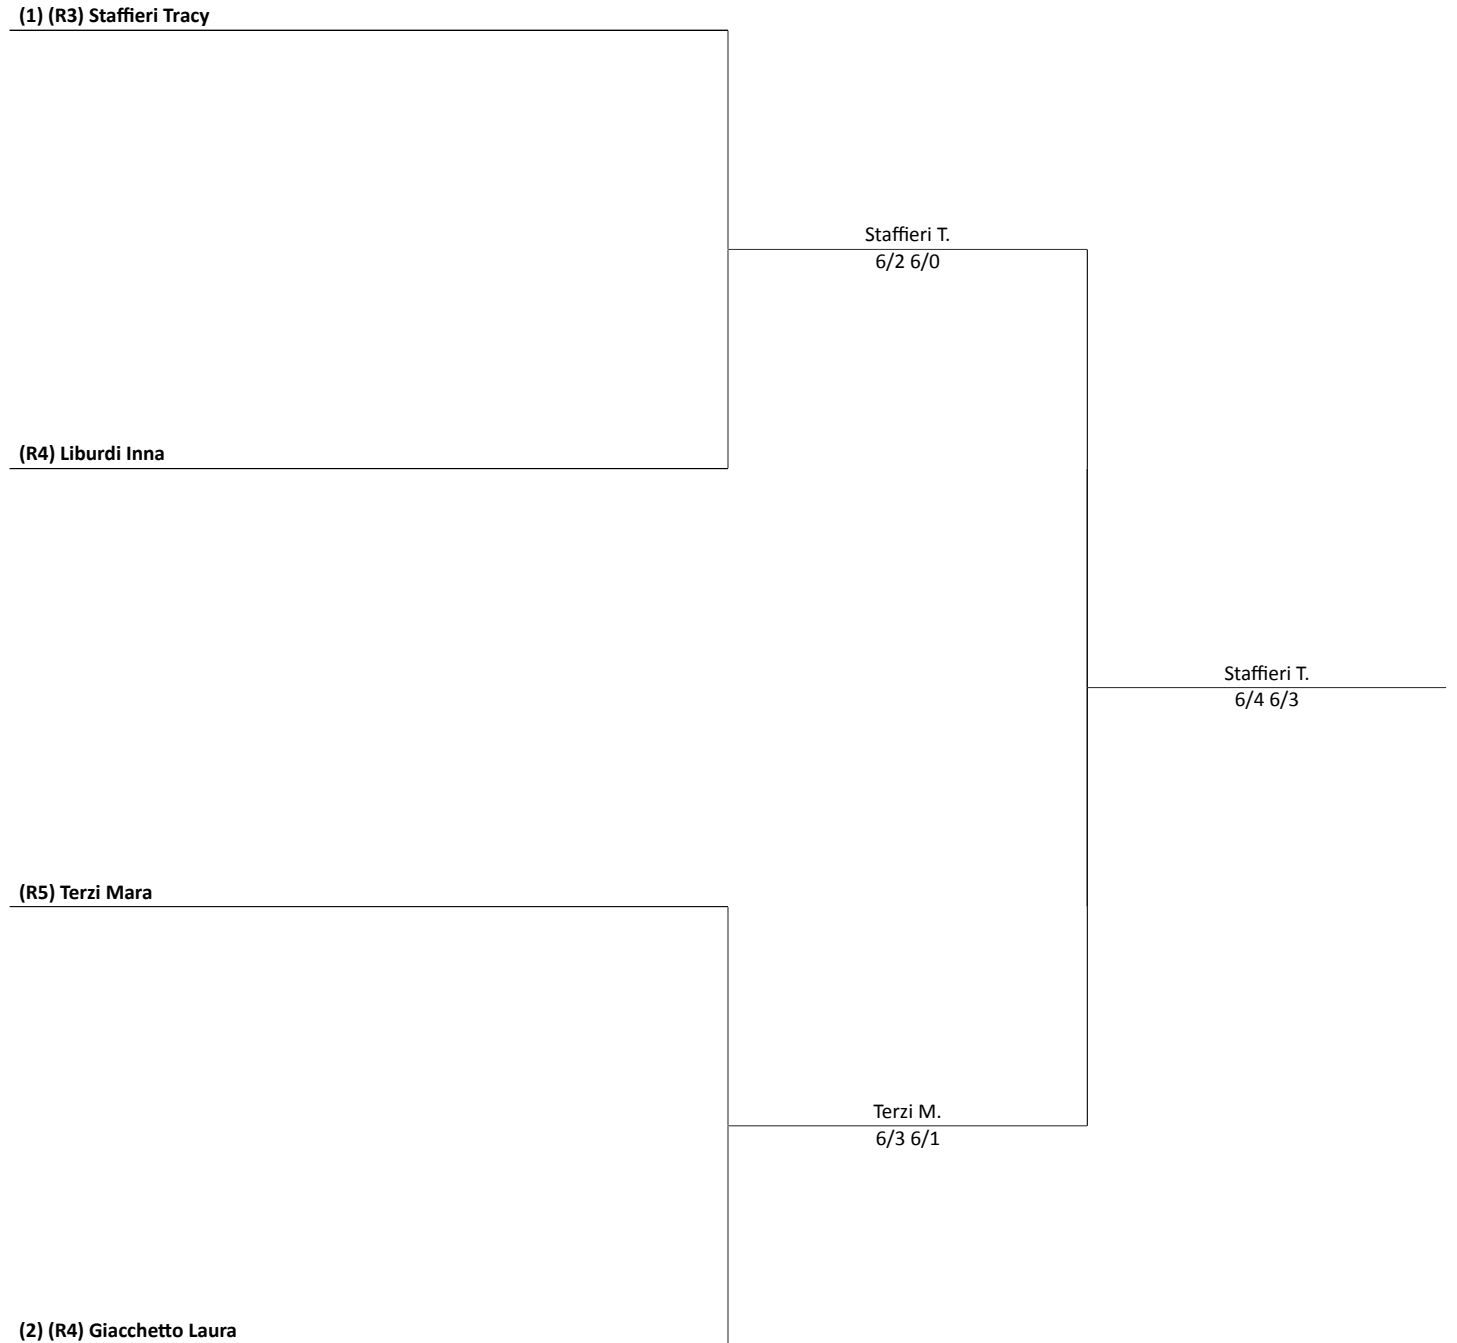 (1) (R3) Staffieri Tracy
Staffieri T.
6/2 6/0
(R4) Liburdi Inna
Staffieri T.
6/4 6/3
(R5) Terzi Mara
Terzi M.
6/3 6/1
(2) (R4) Giacchetto Laura